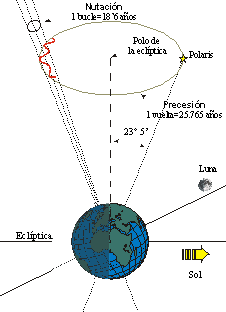 Nutación
1 bucle=18'6 años
Polo de
la eclíptica
Polaris
Precesión
1 vuelta=25.765 años
23° 5'
Luna
Eclíptica
Sol